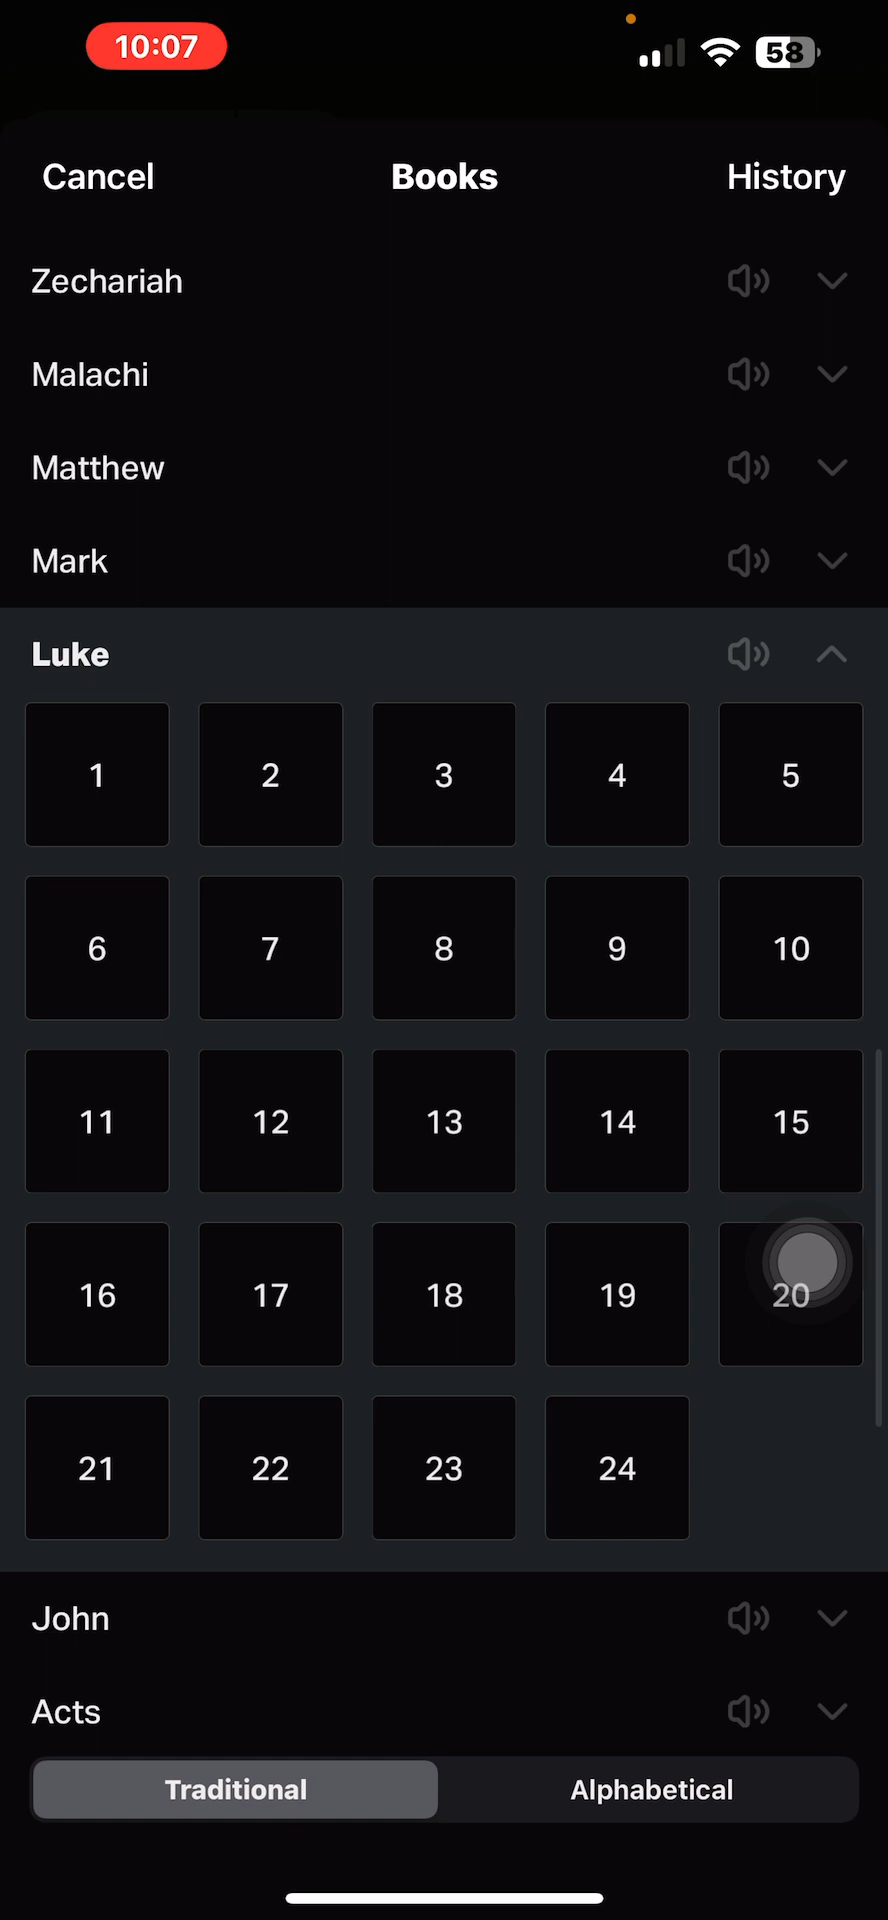 10:07
58
Cancel Books History
Zechariah
Malachi
Matthew
Mark
Luke
1 2 3 4 5
6 7 8 9 10
11 12 13 14 15
16 17 18 19 20
21 22 23 24
John
Acts
Traditional Alphabetical